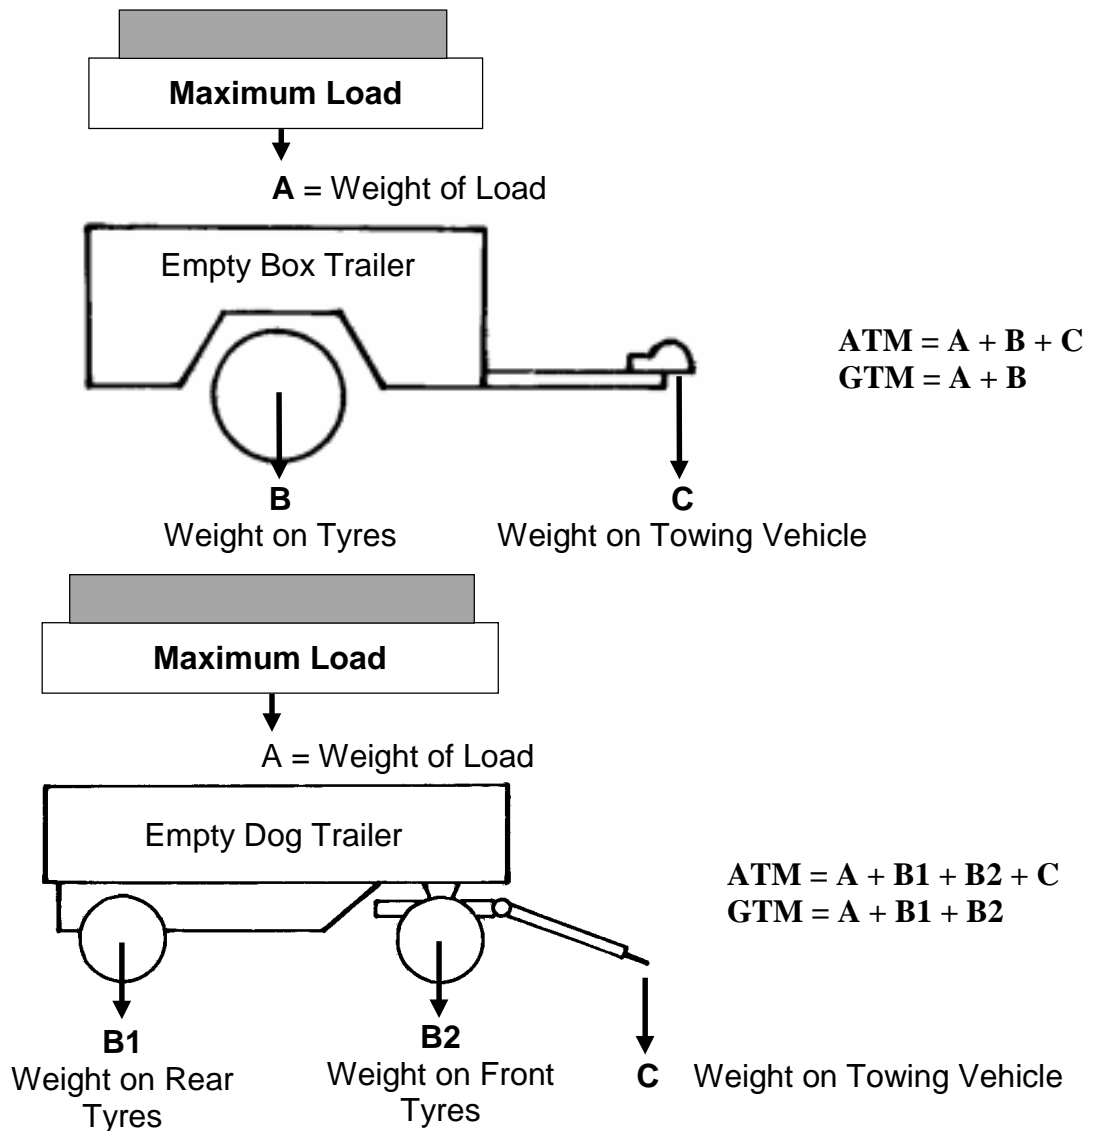 Maximum Load
A = Weight of Load
Empty Box Trailer
ATM = A + B + C
GTM = A + B
B
Weight on Tyres
C
Weight on Towing Vehicle
Maximum Load
A = Weight of Load
Empty Dog Trailer
ATM = A + B1 + B2 + C
GTM = A + B1 + B2
B1
Weight on Rear
Tyres
B2
Weight on Front
Tyres
C Weight on Towing Vehicle